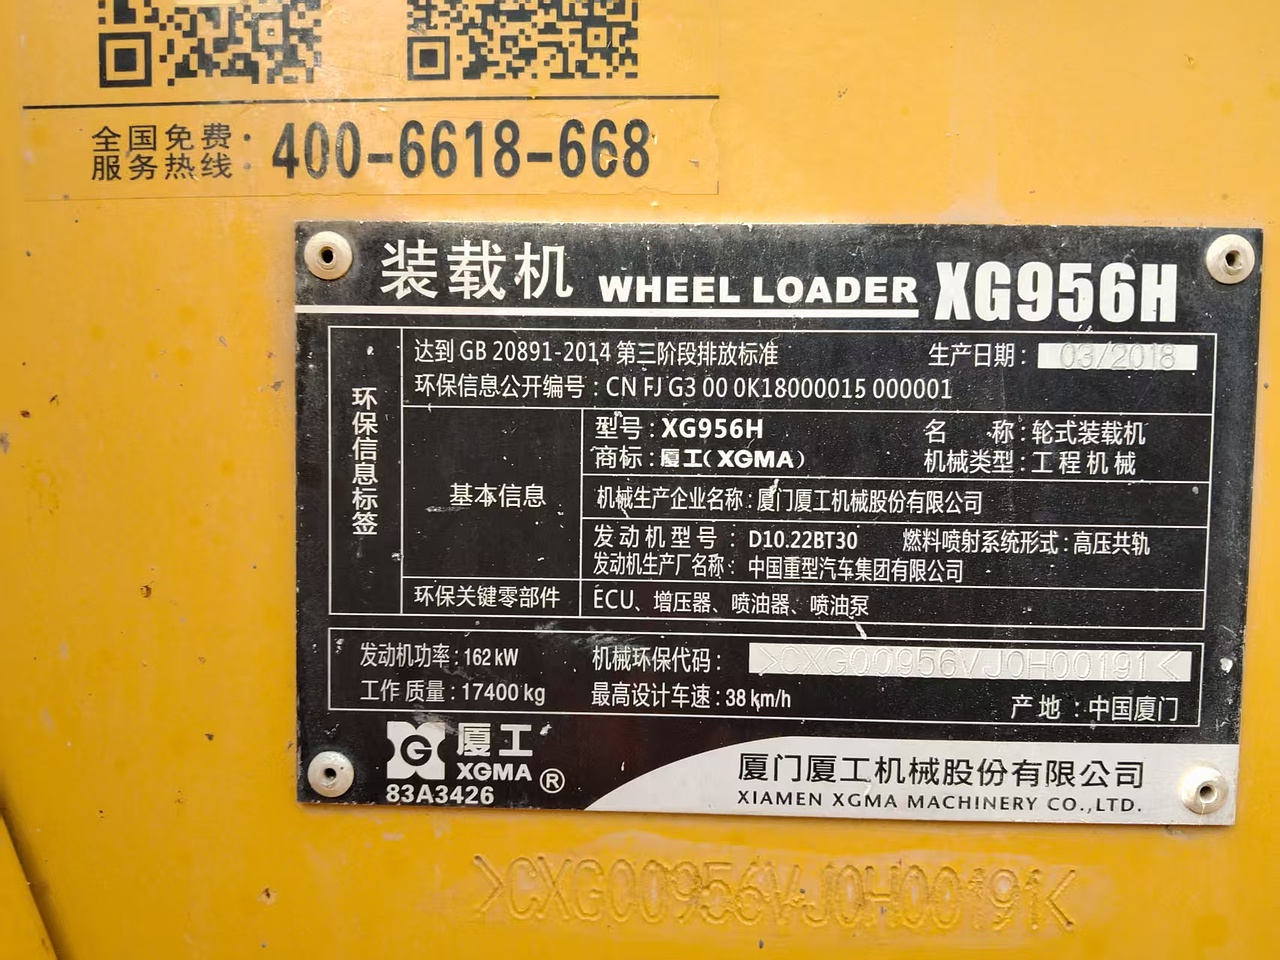 全国免费
服务热线：400-6618-668
装载机 WHEEL LOADER XG956H
环保信息标签
达到 GB 20891-2014 第三阶段排放标准 生产日期：03/2018
环保信息公开编号：CN FJ G3 00 0K18000015 000001
基本信息
型号：XG956H 名称：轮式装载机
商标：厦工（XGMA） 机械类型：工程机械
机械生产企业名称：厦门厦工机械股份有限公司
发动机型号：D10.22BT30 燃料喷射系统形式：高压共轨
发动机生产厂名称：中国重型汽车集团有限公司
环保关键零部件 ECU、增压器、喷油器、喷油泵
发动机功率：162 kW 机械环保代码：>CXG00956VJ0H00191<
工作质量：17400 kg 最高设计车速：38 km/h 产地：中国厦门
G 厦工
XGMA ®
83A3426
厦门厦工机械股份有限公司
XIAMEN XGMA MACHINERY CO.,LTD.
>CXG00956VJ0H00191<